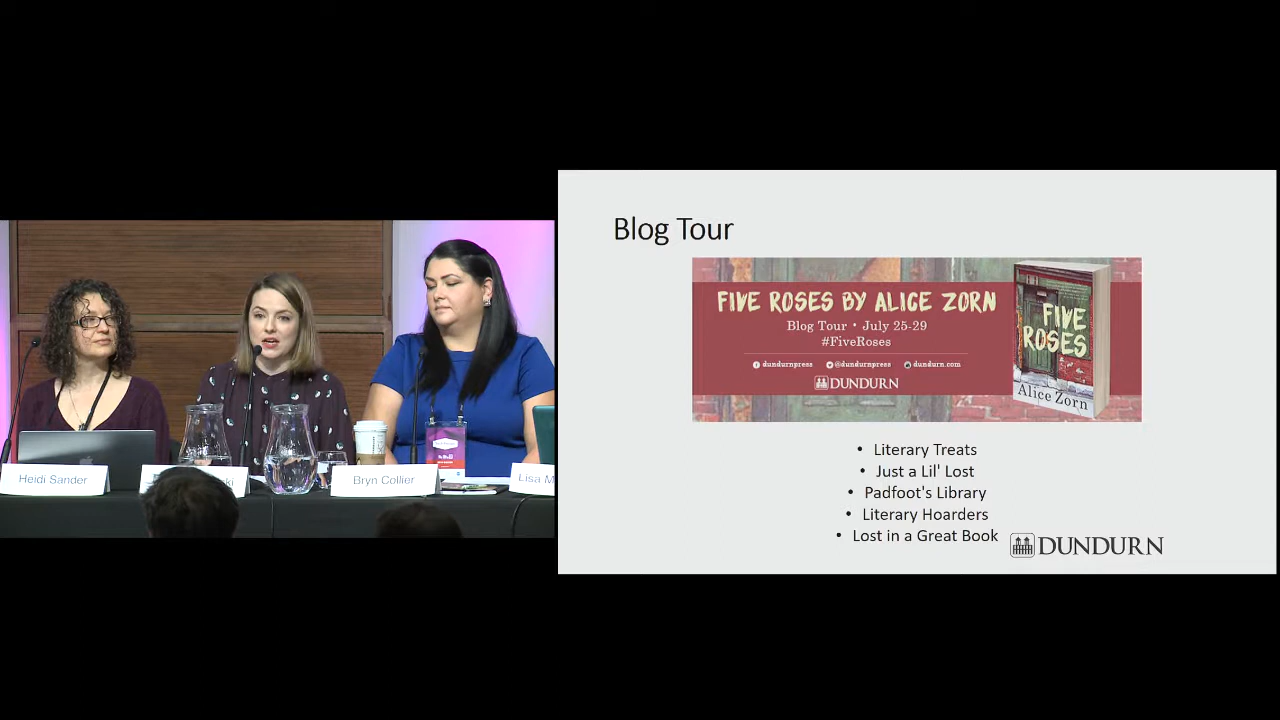 Heidi Sander
ki
Bryn Collier
Lisa M
Blog Tour
FIVE ROSES BY ALICE ZORN
Blog Tour • July 25-29
#FiveRoses
dundurnpress
@dundurnpress
dundurn.com
DUNDURN
FIVE
ROSES
Alice Zorn
• Literary Treats
• Just a Lil' Lost
• Padfoot's Library
• Literary Hoarders
• Lost in a Great Book
DUNDURN